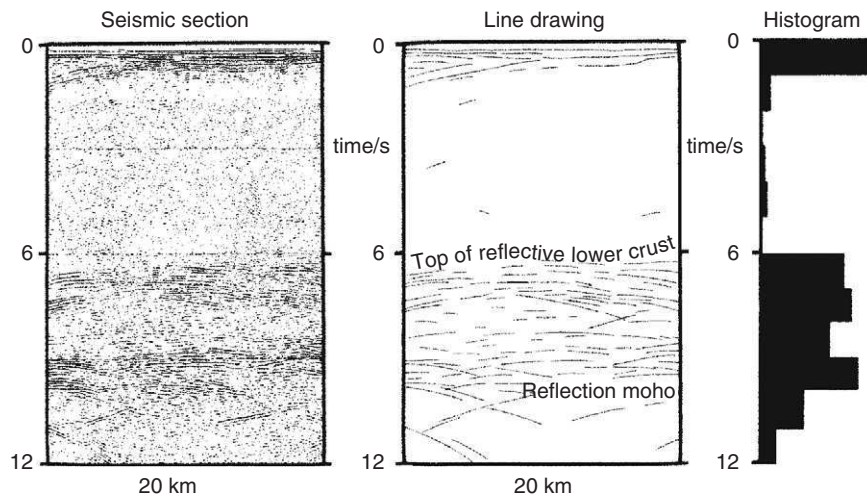 Seismic section
Line drawing
Histogram
0
0
0
time/s
time/s
6
6
6
Top of reflective lower crust
Reflection moho
12
12
12
20 km
20 km